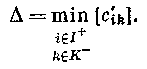 Δ = min {c′ik}
i∈I+
k∈K−